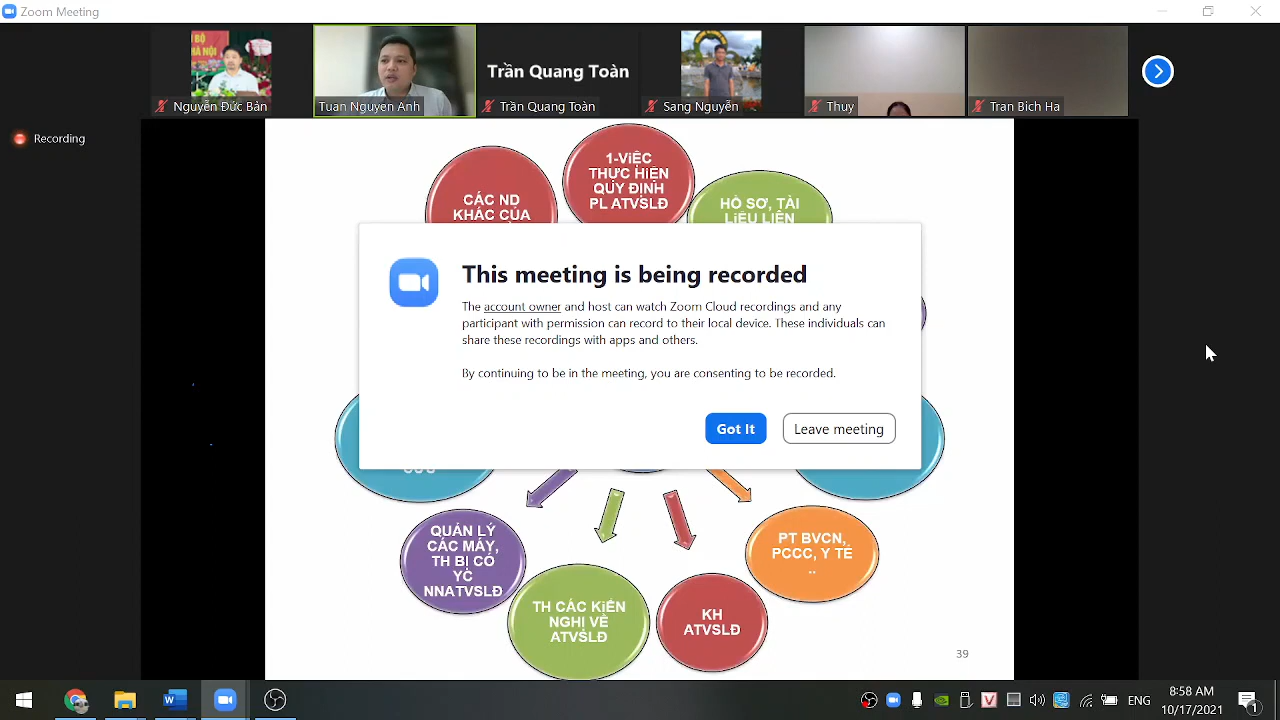 Zoom Meeting
BỘ
HÀ NỘI
Trần Quang Toàn
Nguyễn Đức Bản
Tuan Nguyen Anh
Trần Quang Toàn
Sang Nguyễn
Thuy
Tran Bich Ha
Recording
1-VIỆC
THỰC HIỆN
QUY ĐỊNH
PL ATVSLĐ
CÁC ND
KHÁC CỦA
HỒ SƠ, TÀI
LIỆU LIÊN
This meeting is being recorded
The account owner and host can watch Zoom Cloud recordings and any
participant with permission can record to their local device. These individuals can
share these recordings with apps and others.
By continuing to be in the meeting, you are consenting to be recorded.
Got It
Leave meeting
QUẢN LÝ
CÁC MÁY,
TH BỊ CÓ
YC
NNATVSLĐ
PT BVCN,
PCCC, Y TẾ
..
TH CÁC KIẾN
NGHỊ VỀ
ATVSLĐ
KH
ATVSLĐ
39
ENG
8:58 AM
10/17/2021
1